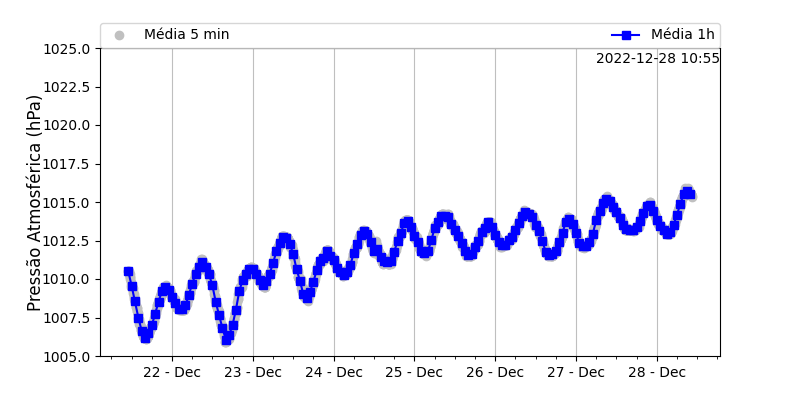 Média 5 min
Média 1h
2022-12-28 10:55
Pressão Atmosférica (hPa)
1025.0
1022.5
1020.0
1017.5
1015.0
1012.5
1010.0
1007.5
1005.0
22 - Dec
23 - Dec
24 - Dec
25 - Dec
26 - Dec
27 - Dec
28 - Dec